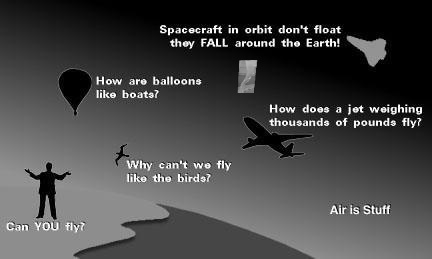 Spacecraft in orbit don't float
they FALL around the Earth!
How are balloons
like boats?
How does a jet weighing
thousands of pounds fly?
Why can't we fly
like the birds?
Air is Stuff
Can YOU fly?